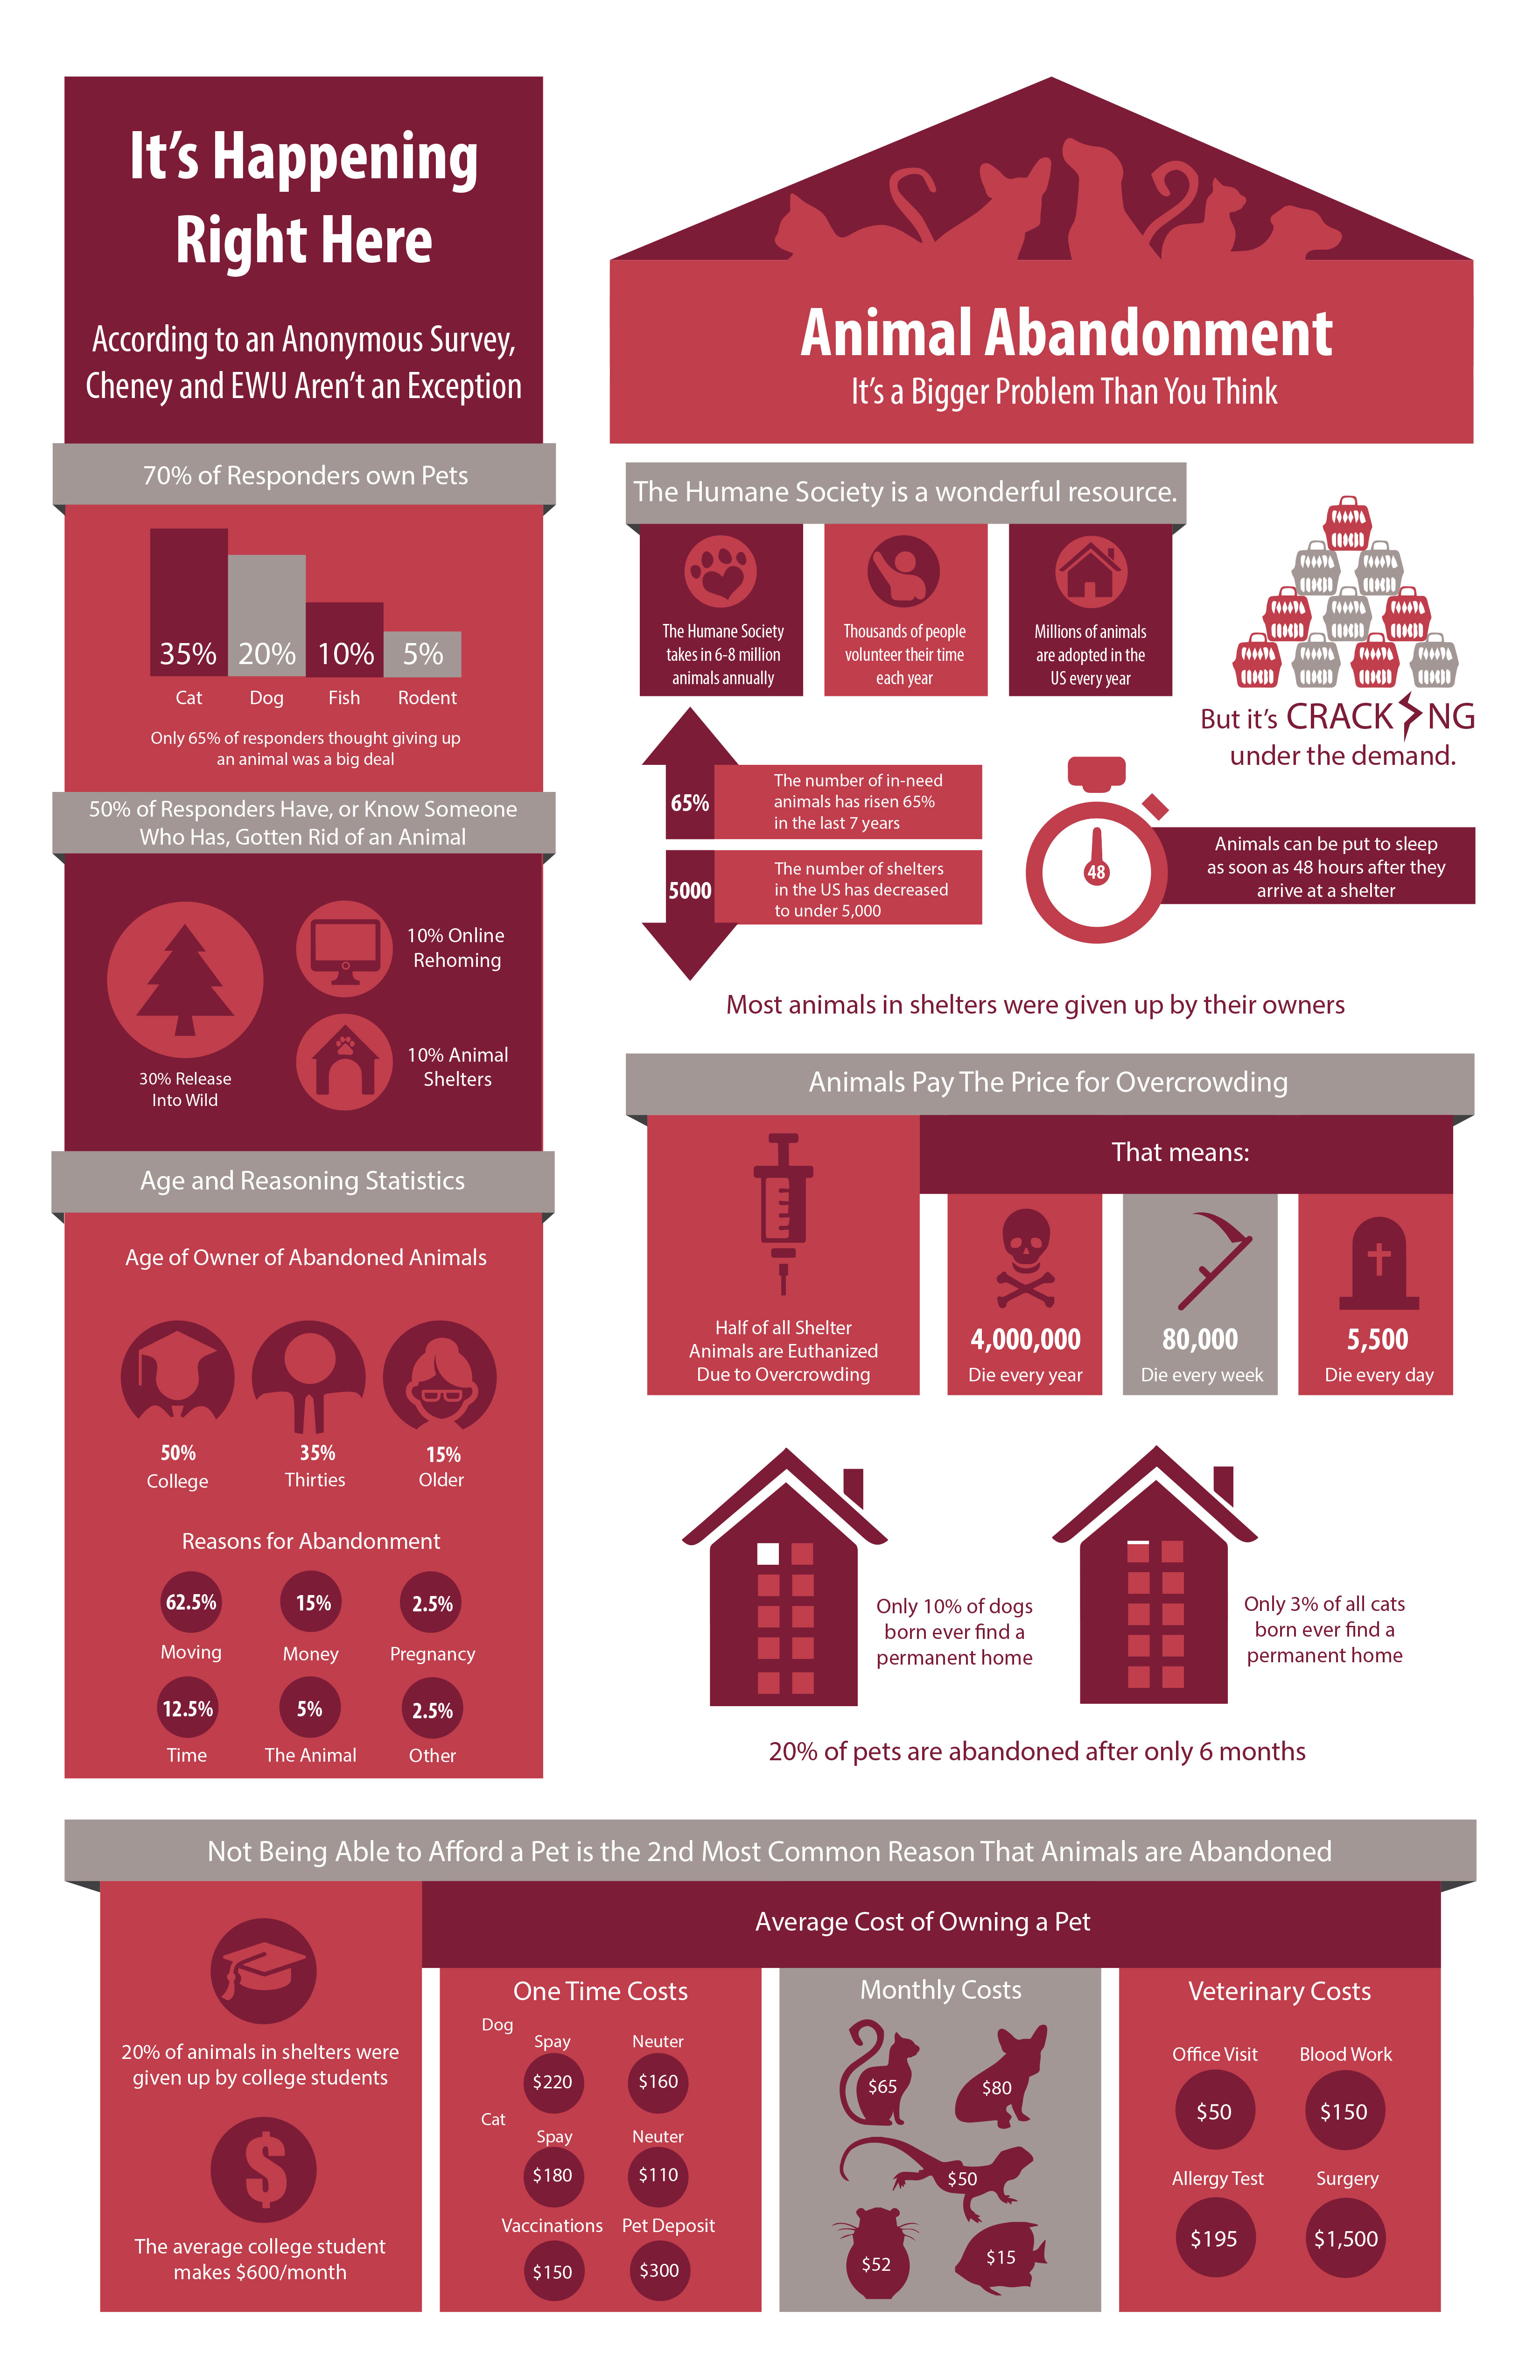 It's Happening
Right Here
According to an Anonymous Survey,
Cheney and EWU Aren't an Exception
70% of Responders own Pets
35% 20% 10% 5%
Cat Dog Fish Rodent
Only 65% of responders thought giving up
an animal was a big deal
50% of Responders Have, or Know Someone
Who Has, Gotten Rid of an Animal
30% Release
Into Wild
10% Online
Rehoming
10% Animal
Shelters
Age and Reasoning Statistics
Age of Owner of Abandoned Animals
50% 35% 15%
College Thirties Older
Reasons for Abandonment
62.5% 15% 2.5%
Moving Money Pregnancy
12.5% 5% 2.5%
Time The Animal Other
Animal Abandonment
It's a Bigger Problem Than You Think
The Humane Society is a wonderful resource.
The Humane Society
takes in 6-8 million
animals annually
Thousands of people
volunteer their time
each year
Millions of animals
are adopted in the
US every year
But it's CRACKING
under the demand.
65%
The number of in-need
animals has risen 65%
in the last 7 years
5000
The number of shelters
in the US has decreased
to under 5,000
48
Animals can be put to sleep
as soon as 48 hours after they
arrive at a shelter
Most animals in shelters were given up by their owners
Animals Pay The Price for Overcrowding
Half of all Shelter
Animals are Euthanized
Due to Overcrowding
That means:
4,000,000
Die every year
80,000
Die every week
5,500
Die every day
Only 10% of dogs
born ever find a
permanent home
Only 3% of all cats
born ever find a
permanent home
20% of pets are abandoned after only 6 months
Not Being Able to Afford a Pet is the 2nd Most Common Reason That Animals are Abandoned
20% of animals in shelters were
given up by college students
$
The average college student
makes $600/month
Average Cost of Owning a Pet
One Time Costs
Dog
Spay Neuter
$220 $160
Cat
Spay Neuter
$180 $110
Vaccinations Pet Deposit
$150 $300
Monthly Costs
$65 $80
$50
$52 $15
Veterinary Costs
Office Visit Blood Work
$50 $150
Allergy Test Surgery
$195 $1,500